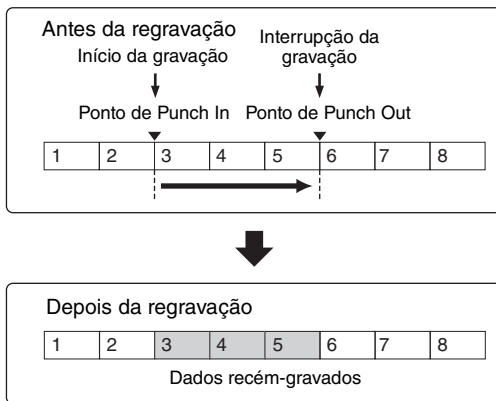 Antes da regravação
Início da gravação
Interrupção da
gravação
Ponto de Punch In Ponto de Punch Out
1 2 3 4 5 6 7 8
Depois da regravação
1 2 3 4 5 6 7 8
Dados recém-gravados